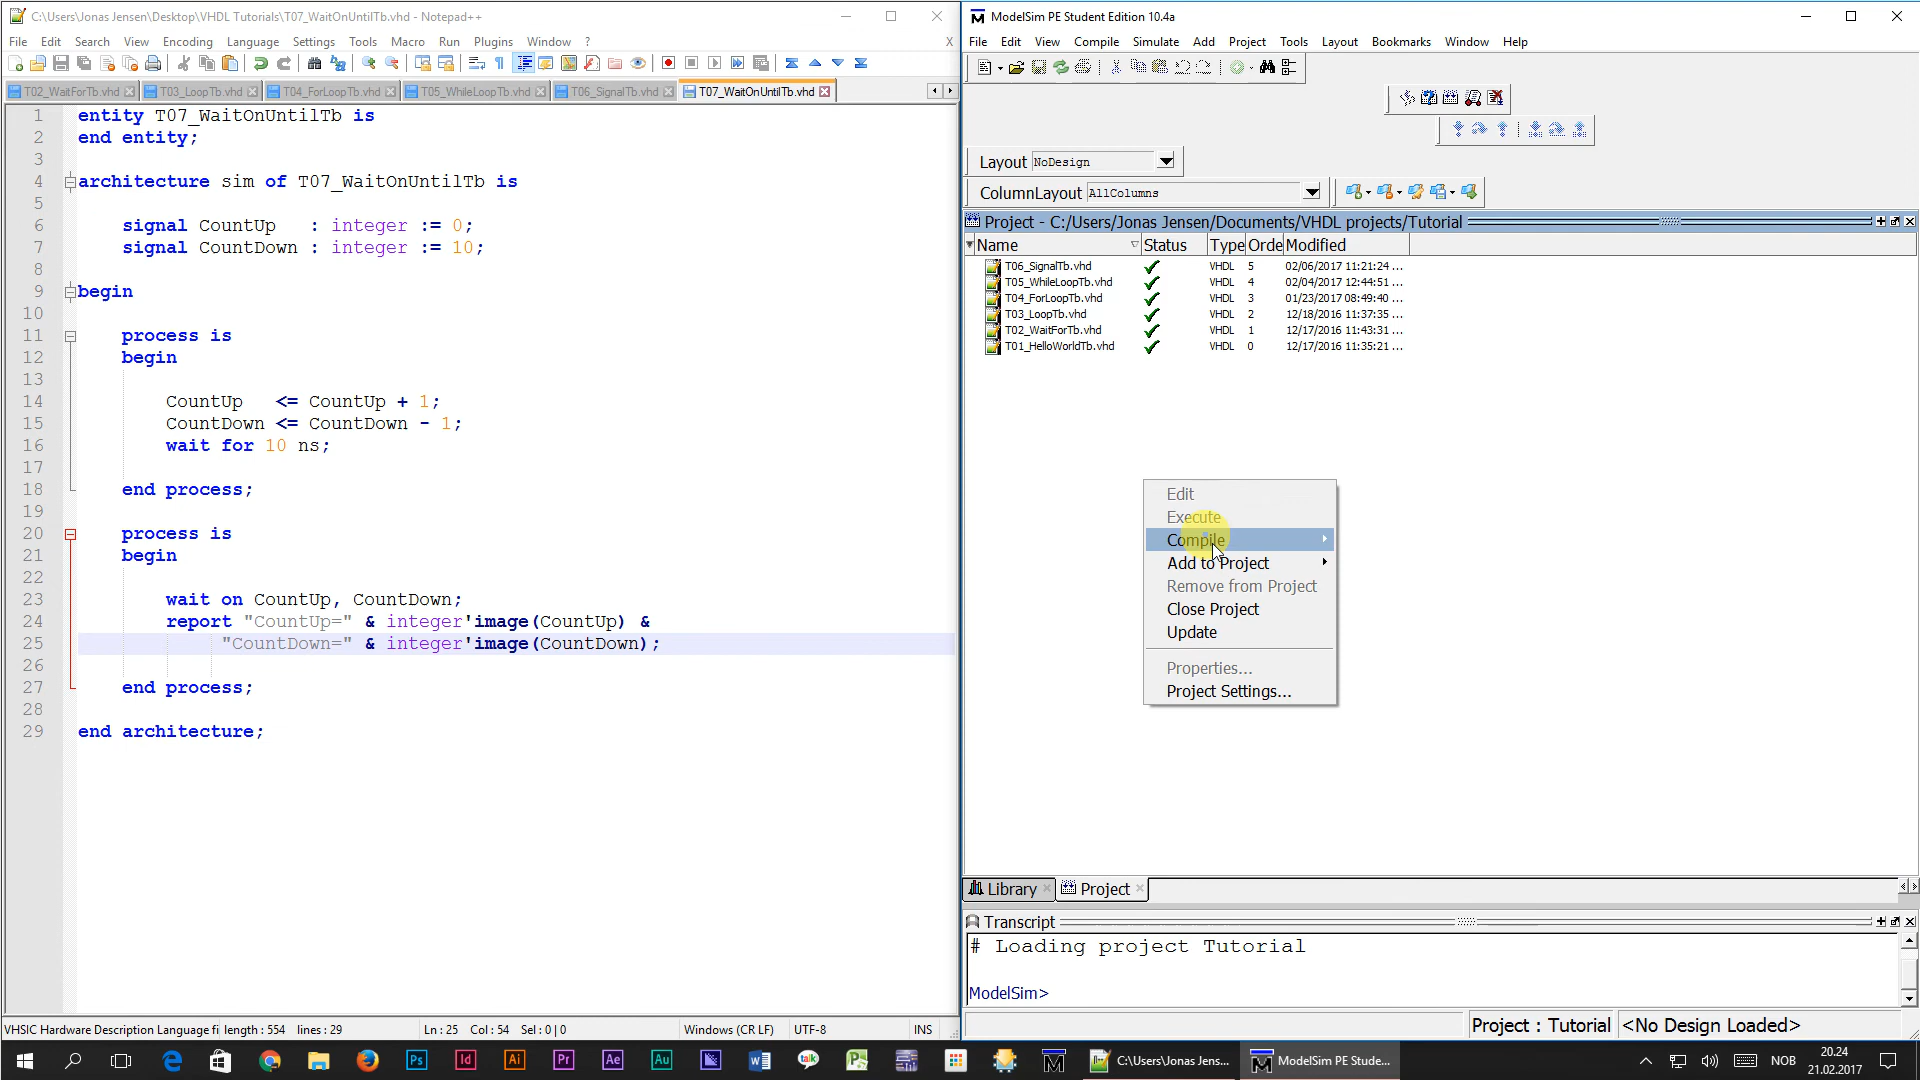 C:\Users\Jonas Jensen\Desktop\VHDL Tutorials\T07_WaitOnUntilTb.vhd - Notepad++
File Edit Search View Encoding Language Settings Tools Macro Run Plugins Window ? X
T02_WaitForTb T03_LoopTb.vhd T04_ForLoopTb.vhd T05_WhileLoopTb.vhd T06_SignalTb.vhd T07_WaitOnUntilTb.vhd
1 entity T07_WaitOnUntilTb is
2 end entity;
3
4 architecture sim of T07_WaitOnUntilTb is
5
6 signal CountUp : integer := 0;
7 signal CountDown : integer := 10;
8
9 begin
10
11 process is
12 begin
13
14 CountUp <= CountUp + 1;
15 CountDown <= CountDown - 1;
16 wait for 10 ns;
17
18 end process;
19
20 process is
21 begin
22
23 wait on CountUp, CountDown;
24 report "CountUp=" & integer'image(CountUp) &
25 "CountDown=" & integer'image(CountDown);
26
27 end process;
28
29 end architecture;
VHSIC Hardware Description Language fi length : 554 lines : 29 Ln : 25 Col : 54 Sel : 0 | 0 Windows (CR LF) UTF-8 INS
ModelSim PE Student Edition 10.4a
File Edit View Compile Simulate Add Project Tools Layout Bookmarks Window Help
Layout NoDesign
ColumnLayout AllColumns
Project - C:/Users/Jonas Jensen/Documents/VHDL projects/Tutorial
Name Status Type Orde Modified
T06_SignalTb.vhd VHDL 5 02/06/2017 11:21:24 ...
T05_WhileLoopTb.vhd VHDL 4 02/04/2017 12:44:51 ...
T04_ForLoopTb.vhd VHDL 3 01/23/2017 08:49:40 ...
T03_LoopTb.vhd VHDL 2 12/18/2016 11:37:35 ...
T02_WaitForTb.vhd VHDL 1 12/17/2016 11:43:31 ...
T01_HelloWorldTb.vhd VHDL 0 12/17/2016 11:35:21 ...
Edit
Execute
Compile
Add to Project
Remove from Project
Close Project
Update
Properties...
Project Settings...
Library Project
Transcript
# Loading project Tutorial
ModelSim>
Project : Tutorial <No Design Loaded>
C:\Users\Jonas Jens... ModelSim PE Stude... NOB 20.24
21.02.2017